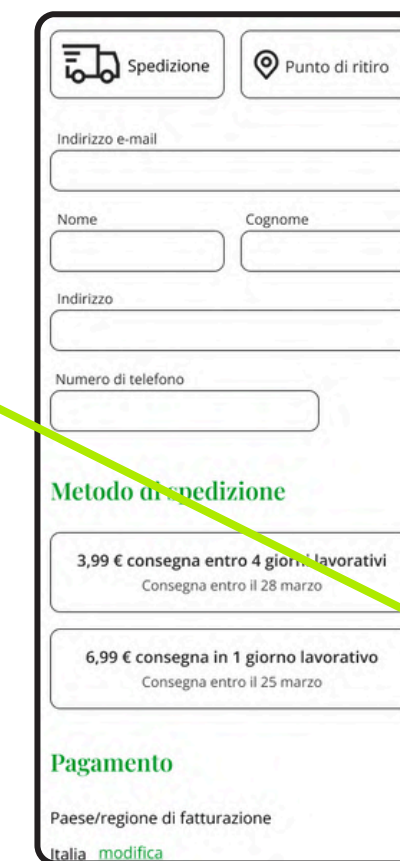 Spedizione
Punto di ritiro
Indirizzo e-mail
Nome
Cognome
Indirizzo
Numero di telefono
Metodo di spedizione
3,99 € consegna entro 4 giorni lavorativi
Consegna entro il 28 marzo
6,99 € consegna in 1 giorno lavorativo
Consegna entro il 25 marzo
Pagamento
Paese/regione di fatturazione
Italia modifica